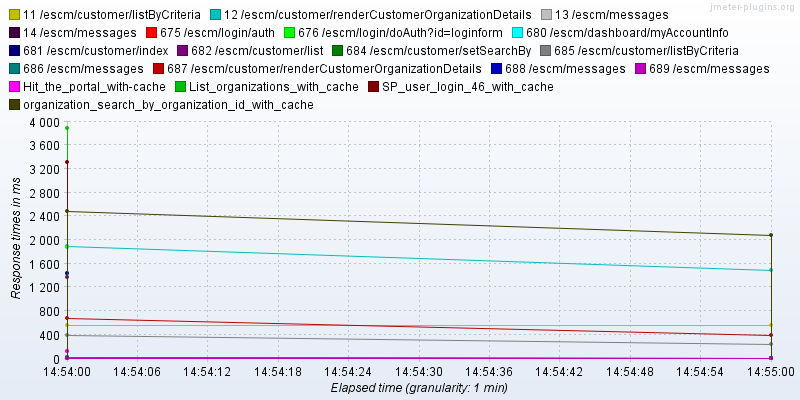 jmeter-plugins.org
11 /escm/customer/listByCriteria 12 /escm/customer/renderCustomerOrganizationDetails 13 /escm/messages
14 /escm/messages 675 /escm/login/auth 676 /escm/login/doAuth?id=loginform 680 /escm/dashboard/myAccountInfo
681 /escm/customer/index 682 /escm/customer/list 684 /escm/customer/setSearchBy 685 /escm/customer/listByCriteria
686 /escm/messages 687 /escm/customer/renderCustomerOrganizationDetails 688 /escm/messages 689 /escm/messages
Hit_the_portal_with-cache List_organizations_with_cache SP_user_login_46_with_cache
organization_search_by_organization_id_with_cache
4 000
3 600
3 200
2 800
2 400
2 000
1 600
1 200
800
400
0
Response times in ms
14:54:00 14:54:06 14:54:12 14:54:18 14:54:24 14:54:30 14:54:36 14:54:42 14:54:48 14:54:54 14:55:00
Elapsed time (granularity: 1 min)